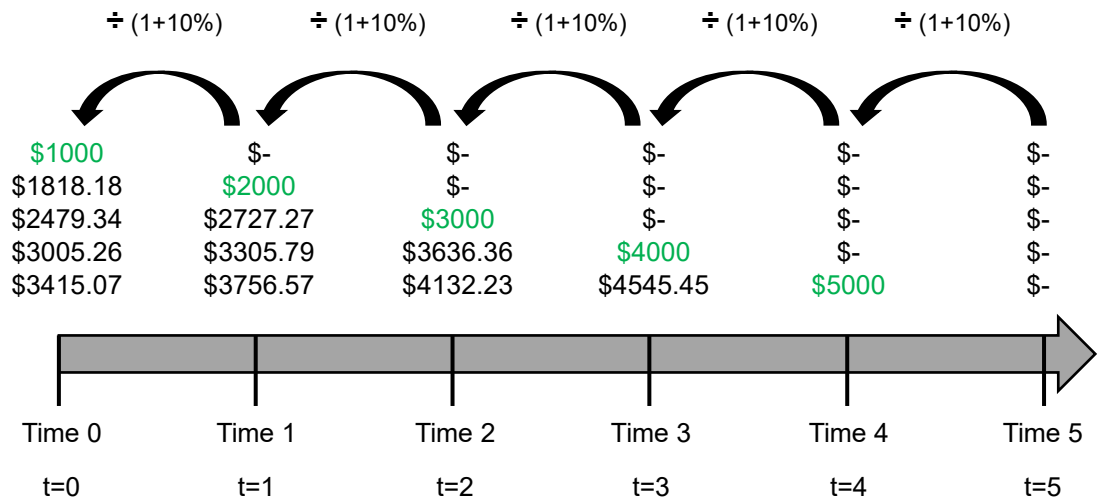 ÷ (1+10%) ÷ (1+10%) ÷ (1+10%) ÷ (1+10%) ÷ (1+10%)
$1000 $- $- $- $- $-
$1818.18 $2000 $- $- $- $-
$2479.34 $2727.27 $3000 $- $- $-
$3005.26 $3305.79 $3636.36 $4000 $- $-
$3415.07 $3756.57 $4132.23 $4545.45 $5000 $-
Time 0 Time 1 Time 2 Time 3 Time 4 Time 5
t=0 t=1 t=2 t=3 t=4 t=5